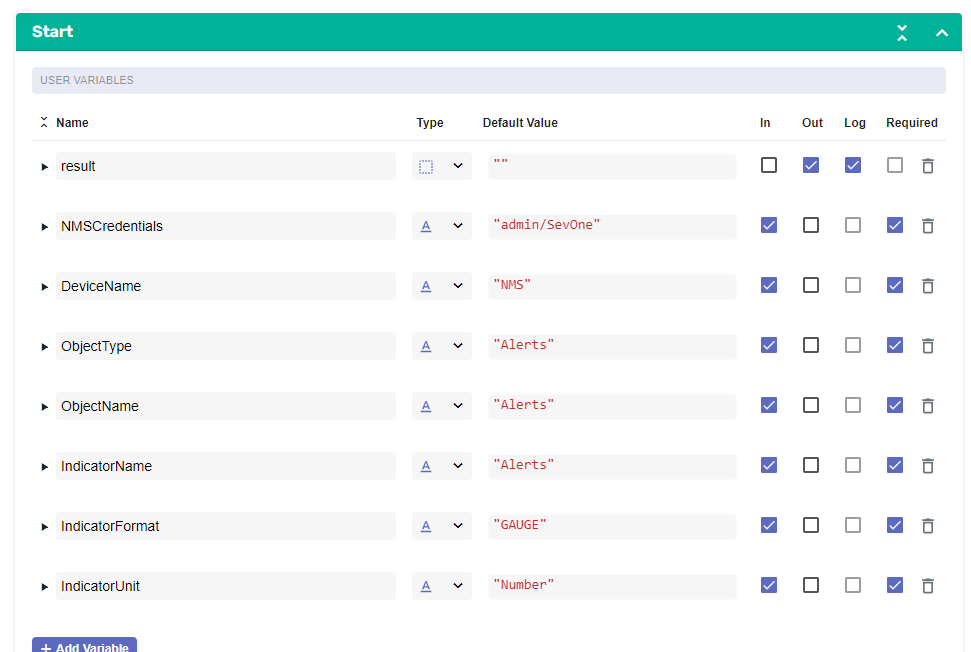 Start
USER VARIABLES
Name Type Default Value In Out Log Required
result ""
NMSCredentials A "admin/SevOne"
DeviceName A "NMS"
ObjectType A "Alerts"
ObjectName A "Alerts"
IndicatorName A "Alerts"
IndicatorFormat A "GAUGE"
IndicatorUnit A "Number"
+ Add Variable